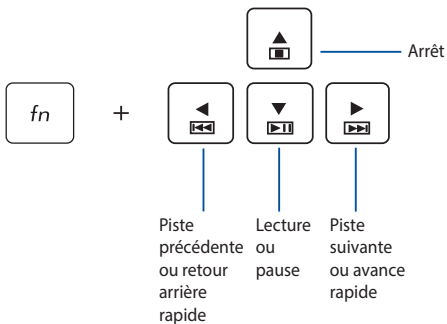 Arrêt
fn
+
Piste
précédente
ou retour
arrière
rapide
Lecture
ou
pause
Piste
suivante
ou avance
rapide